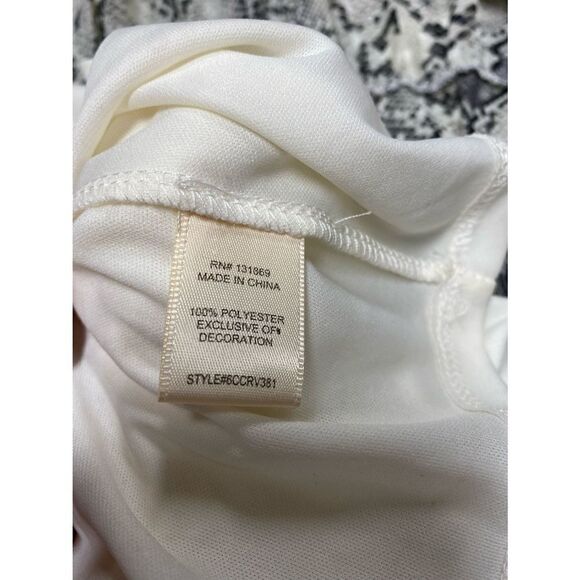 RN# 131869
MADE IN CHINA
100% POLYESTER
EXCLUSIVE OF
DECORATION
STYLE#6CCRV381